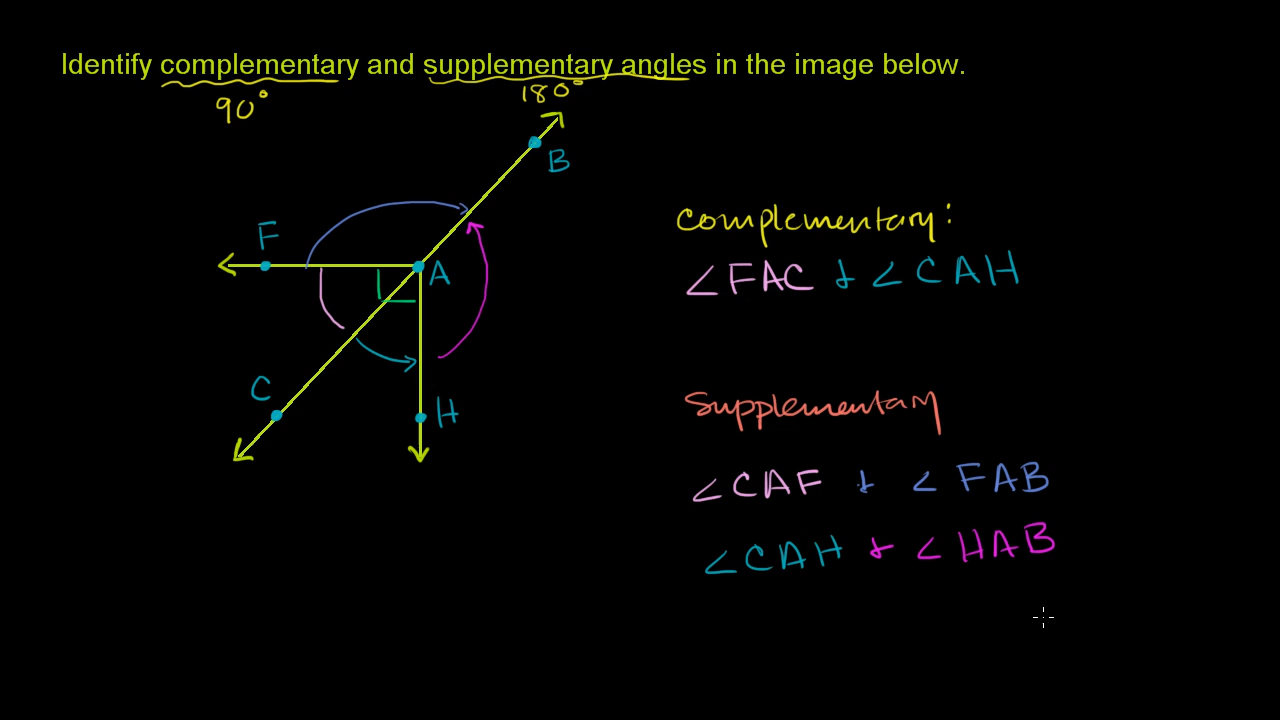 Identify complementary and supplementary angles in the image below.
90°
180°
B
F
A
C
H
Complementary:
∠FAC + ∠CAH
Supplementary
∠CAF + ∠FAB
∠CAH + ∠HAB